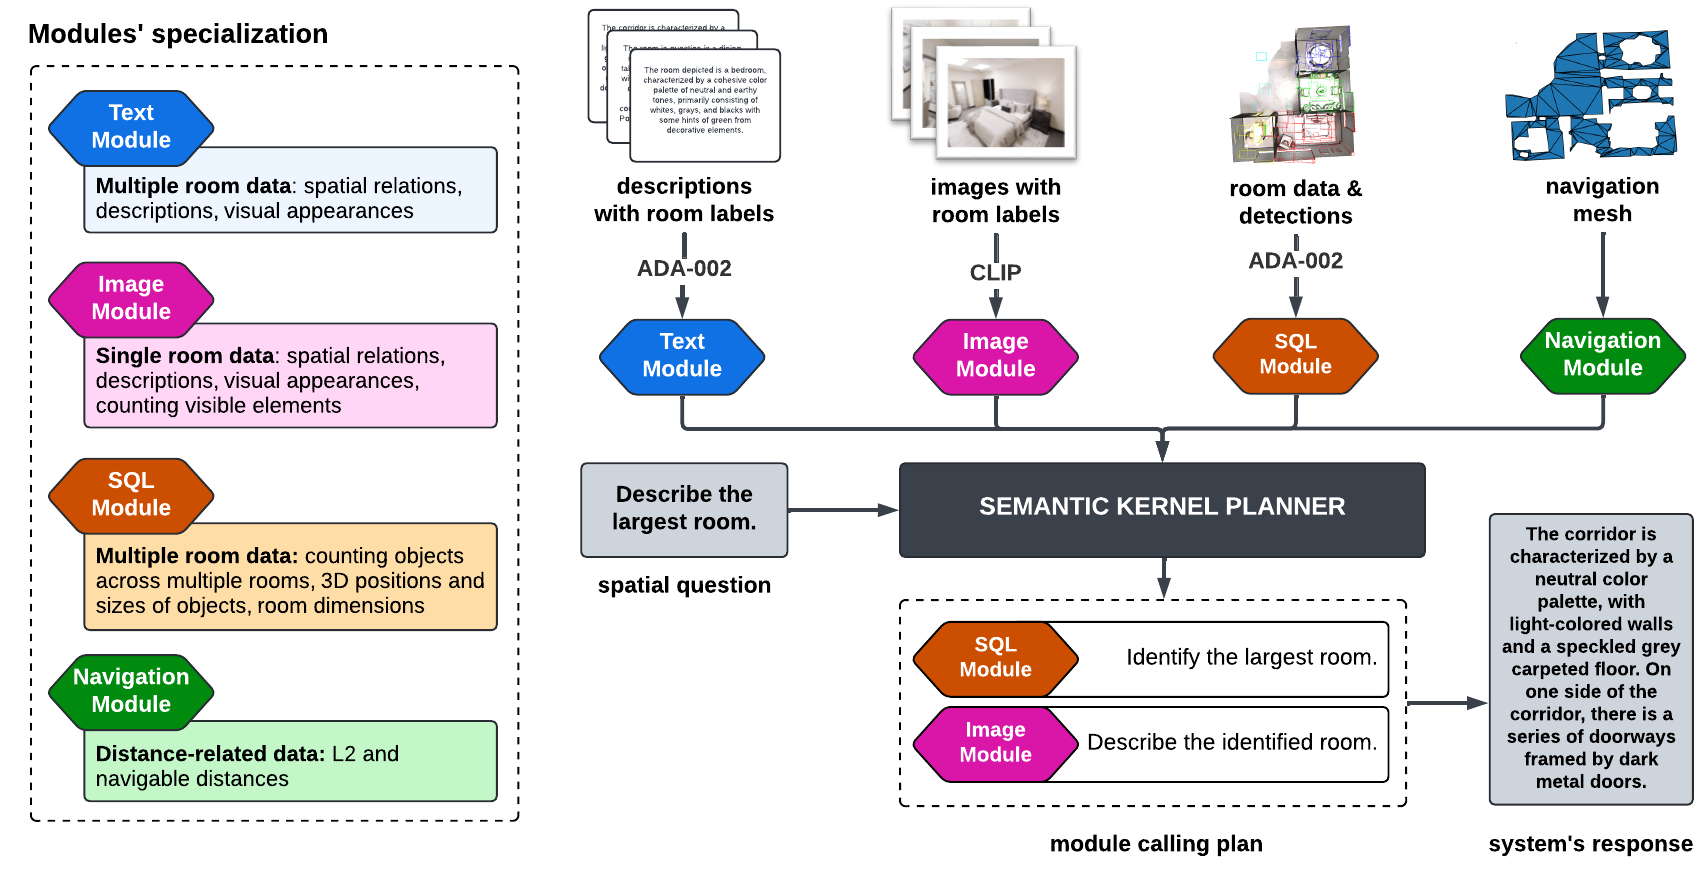 Modules' specialization
Text
Module
Multiple room data: spatial relations,
descriptions, visual appearances
Image
Module
Single room data: spatial relations,
descriptions, visual appearances,
counting visible elements
SQL
Module
Multiple room data: counting objects
across multiple rooms, 3D positions and
sizes of objects, room dimensions
Navigation
Module
Distance-related data: L2 and
navigable distances
The corridor is characterized by a
The room in question is a dining
The room depicted is a bedroom,
characterized by a cohesive color
palette of neutral and earthy
tones, primarily consisting of
whites, grays, and blacks with
some hints of green from
decorative elements.
descriptions
with room labels
images with
room labels
room data &
detections
navigation
mesh
ADA-002
CLIP
ADA-002
Text
Module
Image
Module
SQL
Module
Navigation
Module
Describe the
largest room.
spatial question
SEMANTIC KERNEL PLANNER
SQL
Module
Identify the largest room.
Image
Module
Describe the identified room.
module calling plan
The corridor is
characterized by a
neutral color
palette, with
light-colored walls
and a speckled grey
carpeted floor. On
one side of the
corridor, there is a
series of doorways
framed by dark
metal doors.
system's response